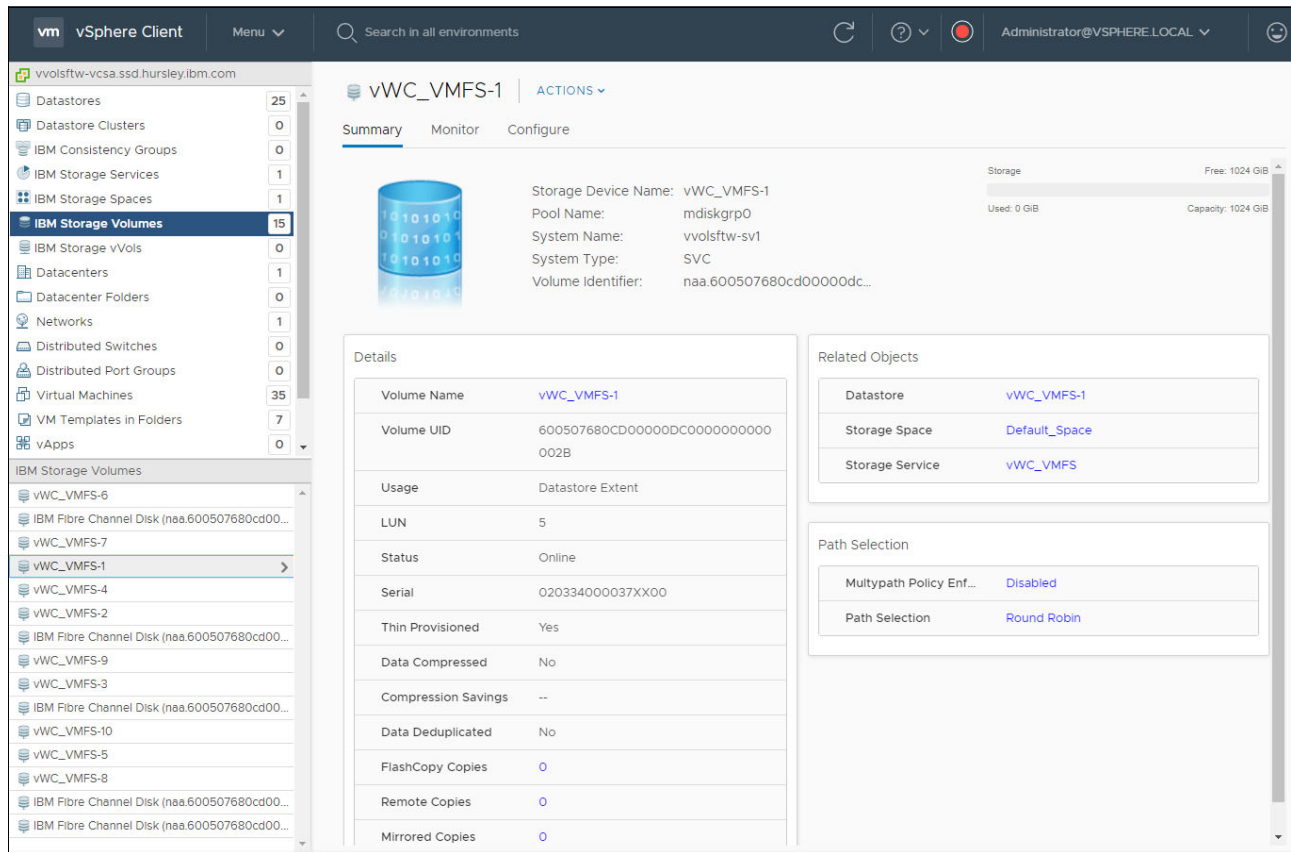 vm vSphere Client Menu Search in all environments Administrator@VSPHERE.LOCAL
vvolsftw-vcsa.ssd.hursley.ibm.com
Datastores 25
Datastore Clusters 0
IBM Consistency Groups 0
IBM Storage Services 1
IBM Storage Spaces 1
IBM Storage Volumes 15
IBM Storage vVols 0
Datacenters 1
Datacenter Folders 0
Networks 1
Distributed Switches 0
Distributed Port Groups 0
Virtual Machines 35
VM Templates in Folders 7
vApps 0
IBM Storage Volumes
vWC_VMFS-6
IBM Fibre Channel Disk (naa.600507680cd00...
vWC_VMFS-7
vWC_VMFS-1
vWC_VMFS-4
vWC_VMFS-2
IBM Fibre Channel Disk (naa.600507680cd00...
vWC_VMFS-9
vWC_VMFS-3
IBM Fibre Channel Disk (naa.600507680cd00...
vWC_VMFS-10
vWC_VMFS-5
vWC_VMFS-8
IBM Fibre Channel Disk (naa.600507680cd00...
IBM Fibre Channel Disk (naa.600507680cd00...
vWC_VMFS-1 ACTIONS
Summary Monitor Configure
1010101
0101010
0101010
Storage Device Name: vWC_VMFS-1
Pool Name: mdiskgrp0
System Name: vvolsftw-sv1
System Type: SVC
Volume Identifier: naa.600507680cd00000dc...
Storage Free: 1024 GiB
Used: 0 GiB Capacity: 1024 GiB
Details
Volume Name vWC_VMFS-1
Volume UID 600507680CD00000DC0000000000
002B
Usage Datastore Extent
LUN 5
Status Online
Serial 020334000037XX00
Thin Provisioned Yes
Data Compressed No
Compression Savings --
Data Deduplicated No
FlashCopy Copies 0
Remote Copies 0
Mirrored Copies 0
Related Objects
Datastore vWC_VMFS-1
Storage Space Default_Space
Storage Service vWC_VMFS
Path Selection
Multypath Policy Enf... Disabled
Path Selection Round Robin